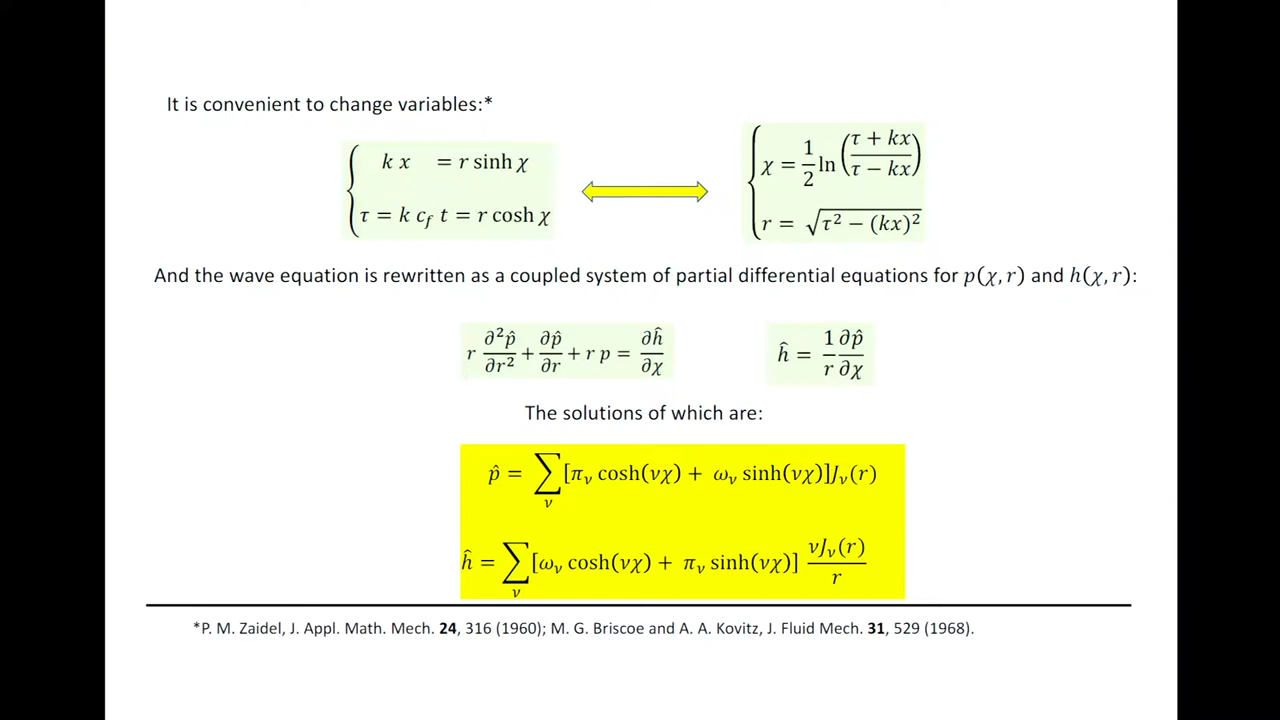 It is convenient to change variables:*
k x = r sinh χ
τ = k c_f t = r cosh χ
χ = 1/2 ln((τ + kx)/(τ − kx))
r = √(τ² − (kx)²)
And the wave equation is rewritten as a coupled system of partial differential equations for p(χ, r) and h(χ, r):
r ∂²p̂/∂r² + ∂p̂/∂r + r p = ∂ĥ/∂χ
ĥ = 1/r ∂p̂/∂χ
The solutions of which are:
p̂ = ∑_ν [π_ν cosh(νχ) + ω_ν sinh(νχ)]J_ν(r)
ĥ = ∑_ν [ω_ν cosh(νχ) + π_ν sinh(νχ)] νJ_ν(r)/r
*P. M. Zaidel, J. Appl. Math. Mech. 24, 316 (1960); M. G. Briscoe and A. A. Kovitz, J. Fluid Mech. 31, 529 (1968).